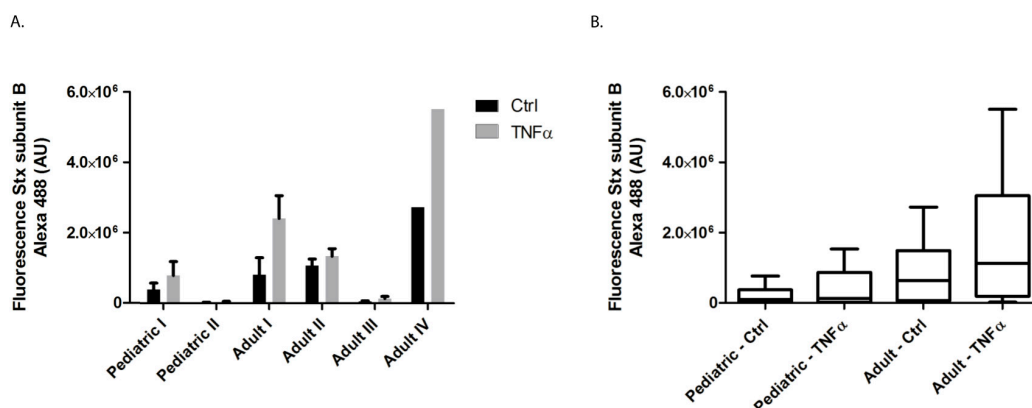 A.
Fluorescence Stx subunit B
Alexa 488 (AU)
6.0×10⁶
4.0×10⁶
2.0×10⁶
0
Pediatric I
Pediatric II
Adult I
Adult II
Adult III
Adult IV
Ctrl
TNFα
B.
Fluorescence Stx subunit B
Alexa 488 (AU)
6.0×10⁶
4.0×10⁶
2.0×10⁶
0
Pediatric - Ctrl
Pediatric - TNFα
Adult - Ctrl
Adult - TNFα